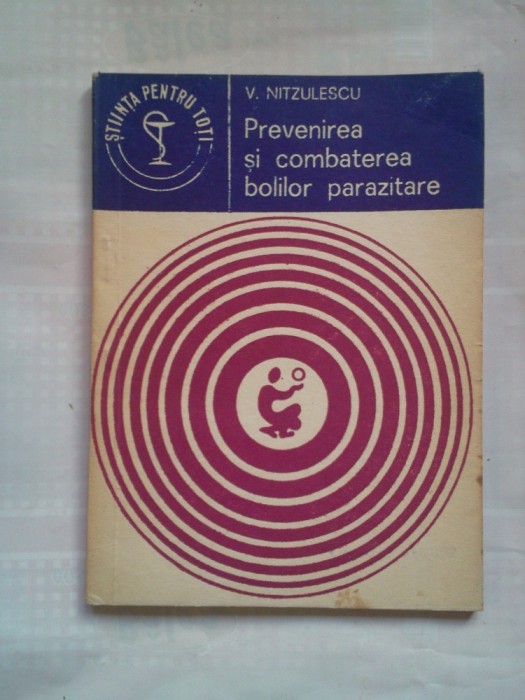 ȘTIINȚA PENTRU TOȚI
V. NITZULESCU
Prevenirea
și combaterea
bolilor parazitare